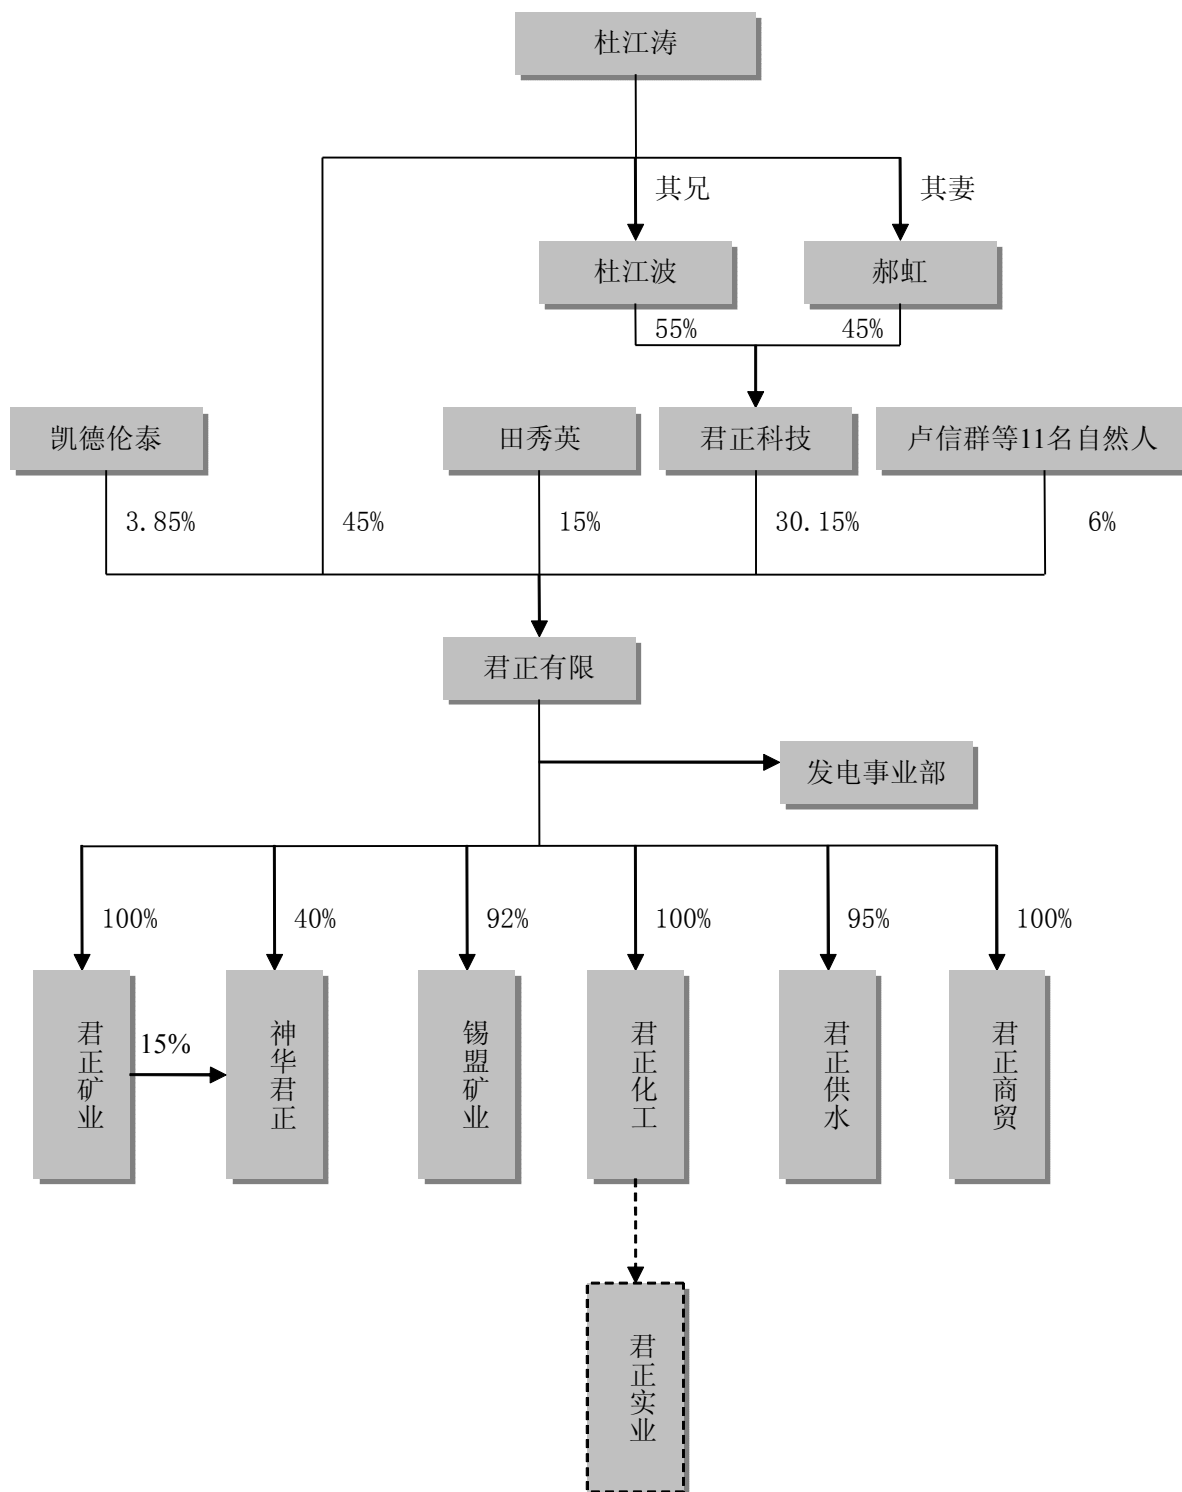 杜江涛
其兄
其妻
杜江波
郝虹
55%
45%
凯德伦泰
田秀英
君正科技
卢信群等11名自然人
3.85%
45%
15%
30.15%
6%
君正有限
发电事业部
100%
40%
92%
100%
95%
100%
君正矿业
15%
神华君正
锡盟矿业
君正化工
君正供水
君正商贸
君正实业